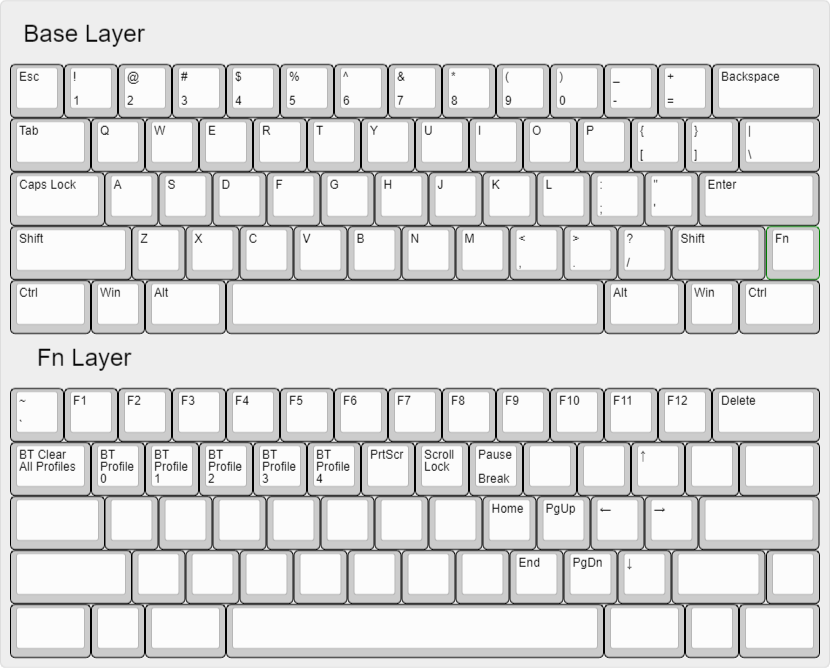 Base Layer
Esc ! @ # $ % ^ & * ( ) _ + Backspace
1 2 3 4 5 6 7 8 9 0 - =
Tab Q W E R T Y U I O P { } |
[ ] \
Caps Lock A S D F G H J K L : " Enter
; '
Shift Z X C V B N M < > ? Shift Fn
, . /
Ctrl Win Alt Alt Win Ctrl
Fn Layer
~ F1 F2 F3 F4 F5 F6 F7 F8 F9 F10 F11 F12 Delete
`
BT Clear BT BT BT BT BT PrtScr Scroll Pause ↑
All Profiles Profile Profile Profile Profile Profile Lock
0 1 2 3 4 Break
Home PgUp ← →
End PgDn ↓